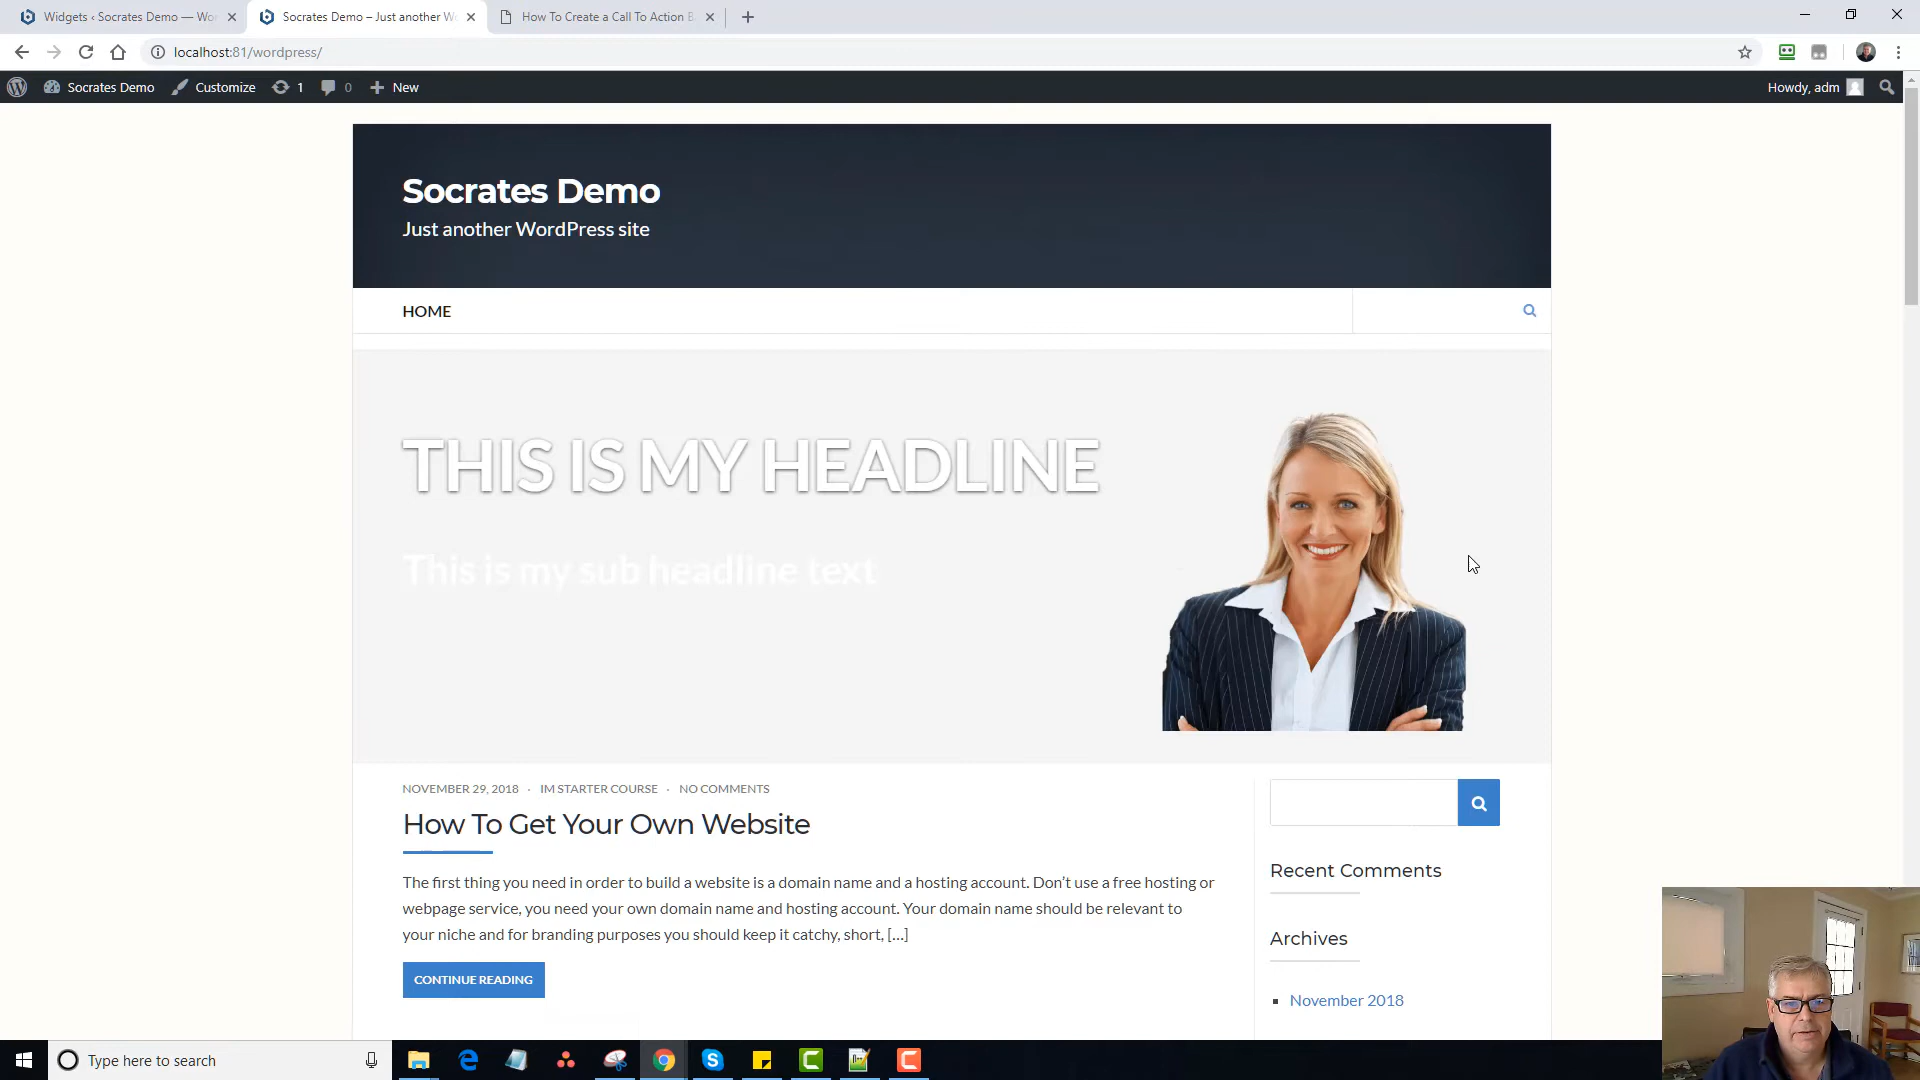 Widgets ‹ Socrates Demo — Wor
Socrates Demo – Just another Wo
How To Create a Call To Action B
localhost:81/wordpress/
Socrates Demo
Customize
1
0
New
Howdy, adm
Socrates Demo
Just another WordPress site
HOME
THIS IS MY HEADLINE
This is my sub headline text
NOVEMBER 29, 2018 · IM STARTER COURSE · NO COMMENTS
How To Get Your Own Website
The first thing you need in order to build a website is a domain name and a hosting account. Don’t use a free hosting or
webpage service, you need your own domain name and hosting account. Your domain name should be relevant to
your niche and for branding purposes you should keep it catchy, short, […]
CONTINUE READING
Recent Comments
Archives
November 2018
Type here to search